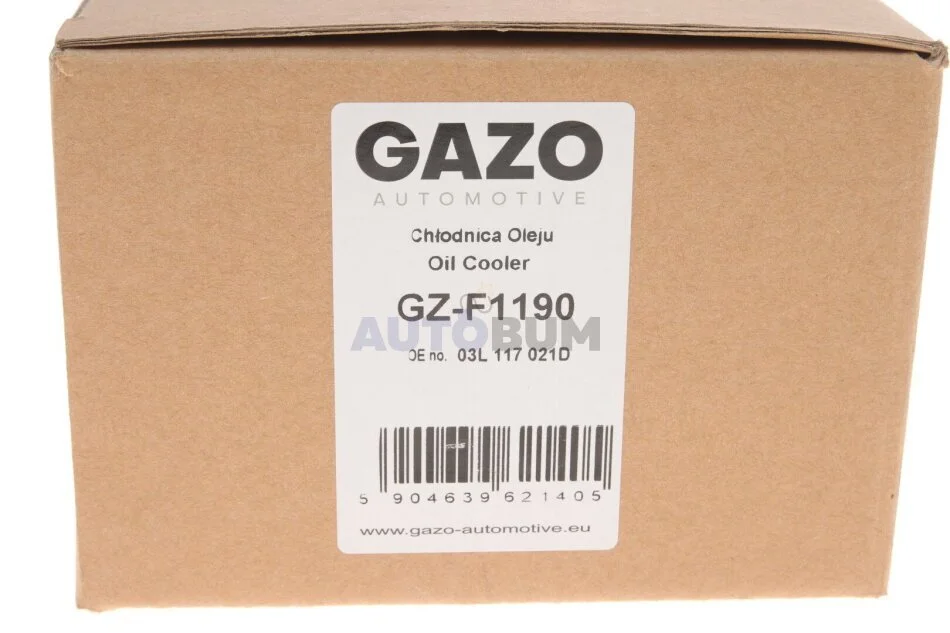 GAZO
AUTOMOTIVE
Chłodnica Oleju
Oil Cooler
GZ-F1190
AUTOBUM
OE no. 03L 117 021D
5 904639 621405
www.gazo-automotive.eu